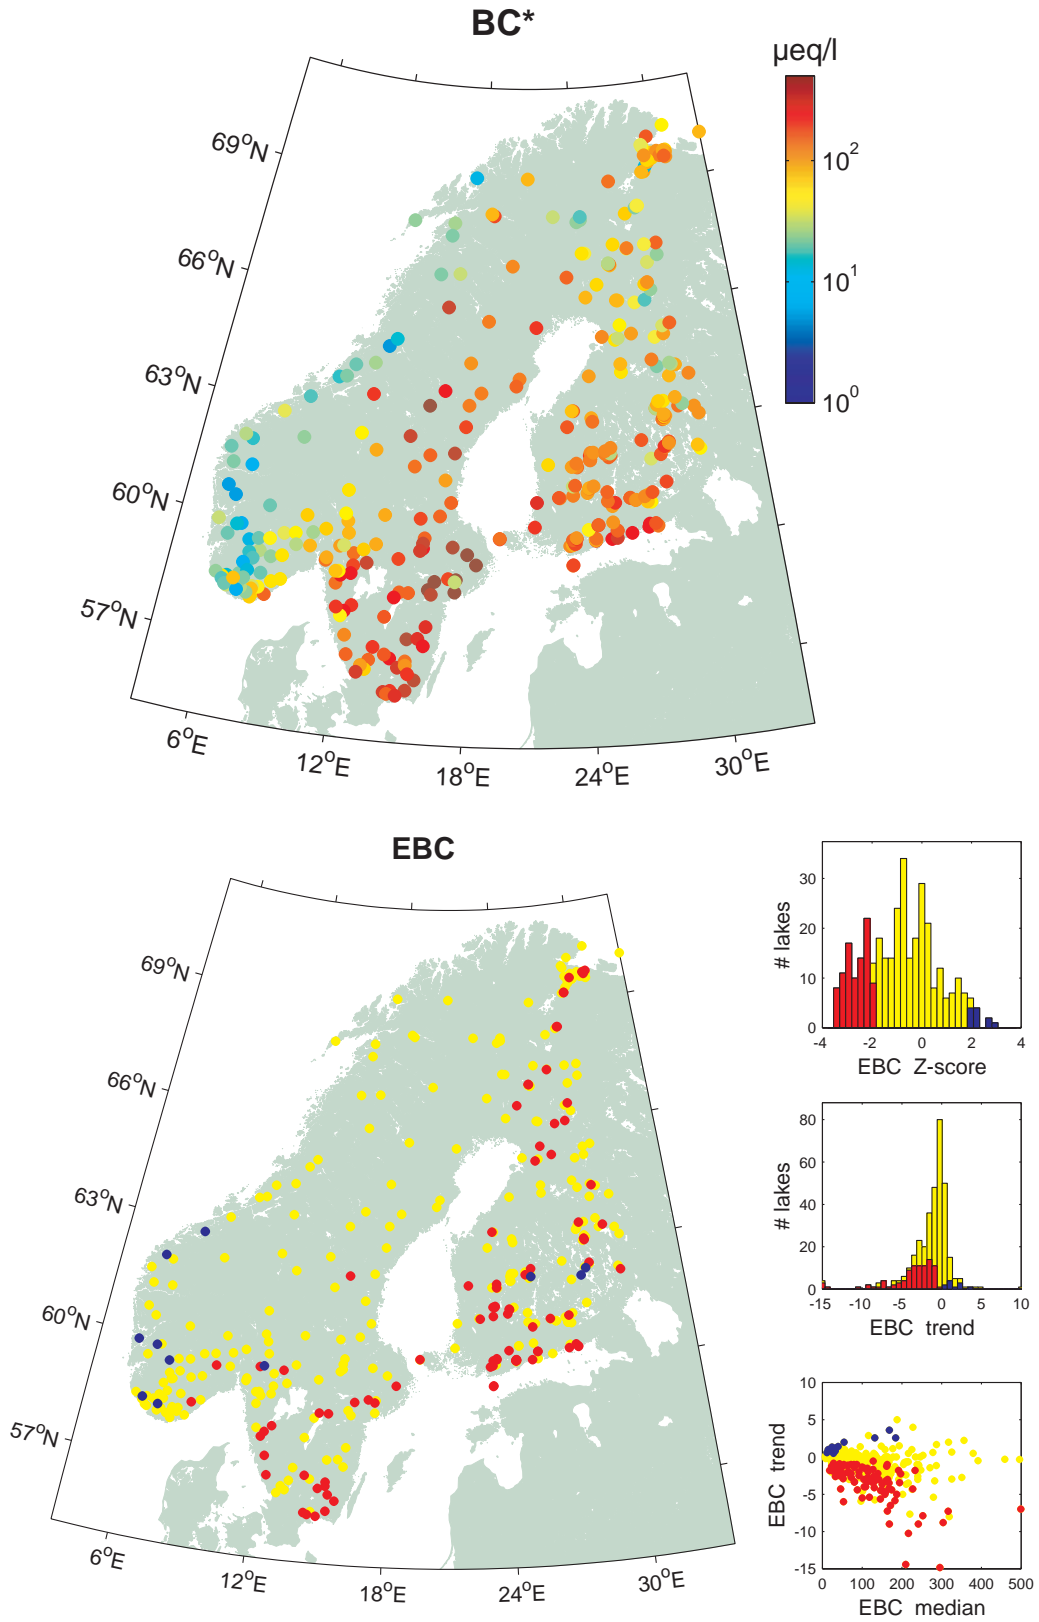 BC*
µeq/l
69°N
66°N
63°N
60°N
57°N
6°E
12°E
18°E
24°E
30°E
10²
10¹
10⁰
EBC
69°N
66°N
63°N
60°N
57°N
6°E
12°E
18°E
24°E
30°E
# lakes
30
20
10
0
-4
-2
0
2
4
EBC Z-score
# lakes
80
60
40
20
0
-15
-10
-5
0
5
10
EBC trend
EBC trend
10
5
0
-5
-10
-15
0
100
200
300
400
500
EBC median